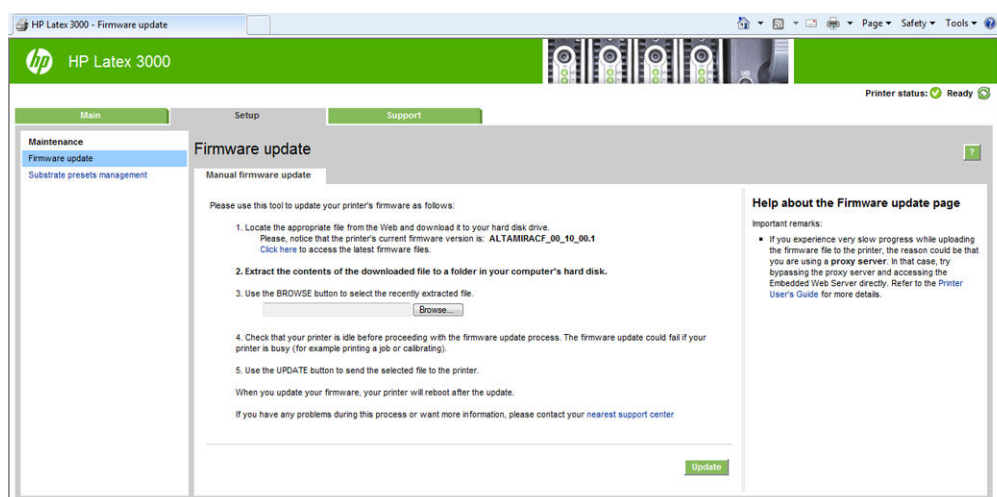 HP Latex 3000 - Firmware update
Page Safety Tools
hp HP Latex 3000
Printer status: Ready
Main Setup Support
Maintenance
Firmware update
Substrate presets management
Firmware update
?
Manual firmware update
Please use this tool to update your printer's firmware as follows:
1. Locate the appropriate file from the Web and download it to your hard disk drive.
Please, notice that the printer's current firmware version is: ALTAMIRACF_00_10_00.1
Click here to access the latest firmware files.
2. Extract the contents of the downloaded file to a folder in your computer's hard disk.
3. Use the BROWSE button to select the recently extracted file.
Browse...
4. Check that your printer is idle before proceeding with the firmware update process. The firmware update could fail if your
printer is busy (for example printing a job or calibrating).
5. Use the UPDATE button to send the selected file to the printer.
When you update your firmware, your printer will reboot after the update.
If you have any problems during this process or want more information, please contact your nearest support center
Update
Help about the Firmware update page
Important remarks:
If you experience very slow progress while uploading
the firmware file to the printer, the reason could be that
you are using a proxy server. In that case, try
bypassing the proxy server and accessing the
Embedded Web Server directly. Refer to the Printer
User's Guide for more details.